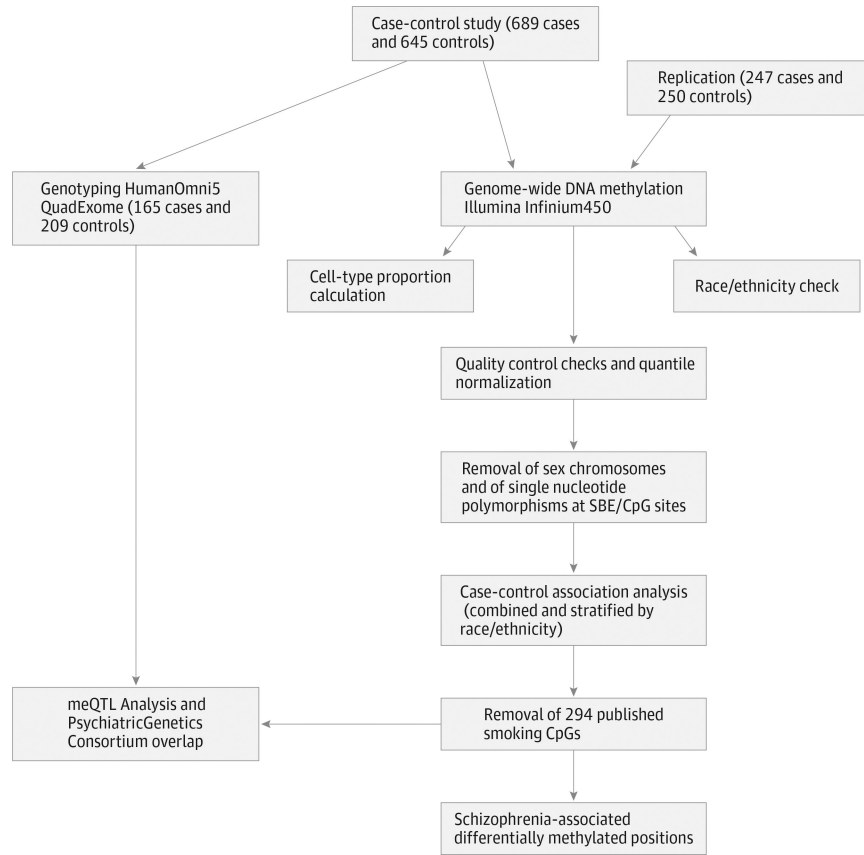 Case-control study (689 cases
and 645 controls)
Replication (247 cases and
250 controls)
Genotyping HumanOmni5
QuadExome (165 cases and
209 controls)
Genome-wide DNA methylation
Illumina Infinium450
Cell-type proportion
calculation
Race/ethnicity check
Quality control checks and quantile
normalization
Removal of sex chromosomes
and of single nucleotide
polymorphisms at SBE/CpG sites
Case-control association analysis
(combined and stratified by
race/ethnicity)
meQTL Analysis and
PsychiatricGenetics
Consortium overlap
Removal of 294 published
smoking CpGs
Schizophrenia-associated
differentially methylated positions